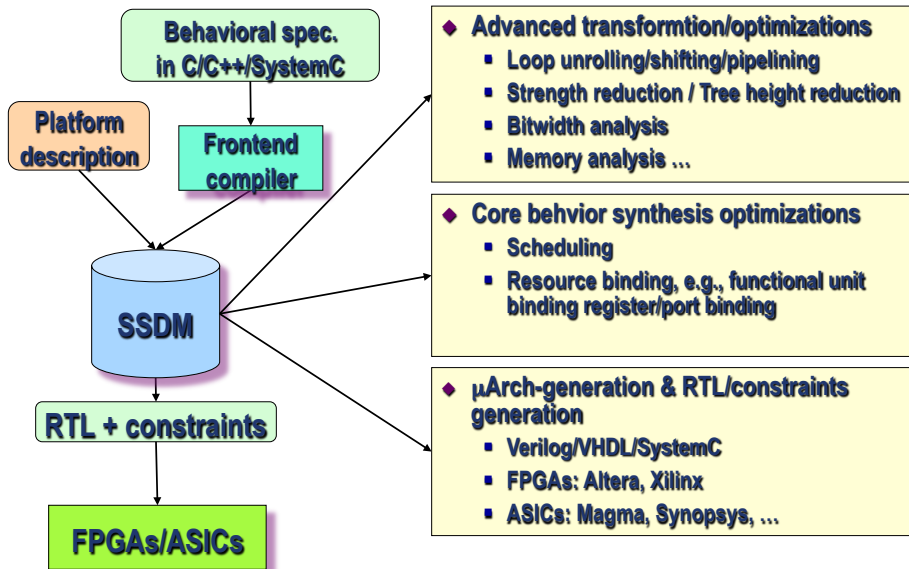 Behavioral spec.
in C/C++/SystemC
Platform
description
Frontend
compiler
SSDM
RTL + constraints
FPGAs/ASICs
◆ Advanced transformtion/optimizations
▪ Loop unrolling/shifting/pipelining
▪ Strength reduction / Tree height reduction
▪ Bitwidth analysis
▪ Memory analysis …
◆ Core behvior synthesis optimizations
▪ Scheduling
▪ Resource binding, e.g., functional unit
binding register/port binding
◆ μArch-generation & RTL/constraints
generation
▪ Verilog/VHDL/SystemC
▪ FPGAs: Altera, Xilinx
▪ ASICs: Magma, Synopsys, …